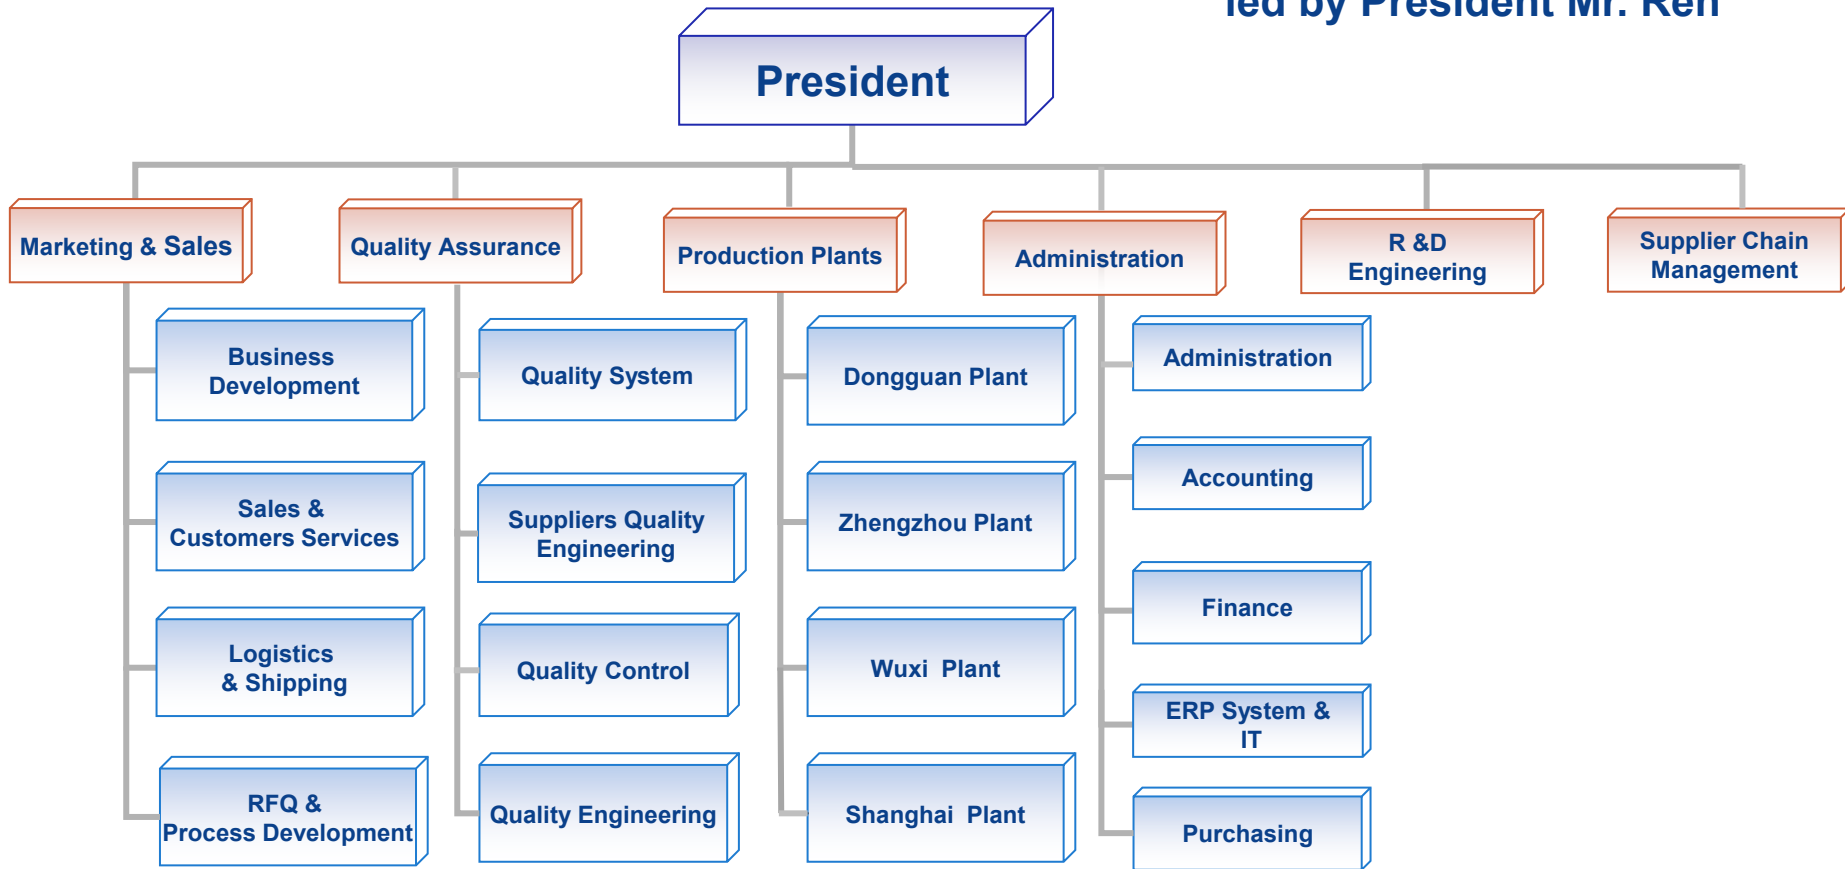 led by President Mr. Ren
President
Marketing & Sales
Quality Assurance
Production Plants
Administration
R &D
Engineering
Supplier Chain
Management
Business
Development
Sales &
Customers Services
Logistics
& Shipping
RFQ &
Process Development
Quality System
Suppliers Quality
Engineering
Quality Control
Quality Engineering
Dongguan Plant
Zhengzhou Plant
Wuxi  Plant
Shanghai  Plant
Administration
Accounting
Finance
ERP System &
IT
Purchasing